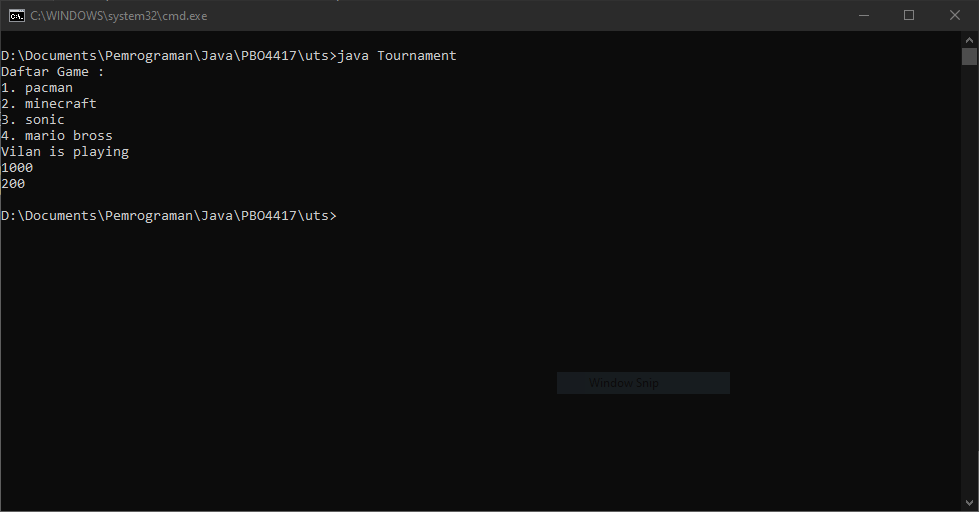 C:\WINDOWS\system32\cmd.exe
D:\Documents\Pemrograman\Java\PBO4417\uts>java Tournament
Daftar Game :
1. pacman
2. minecraft
3. sonic
4. mario bross
Vilan is playing
1000
200
D:\Documents\Pemrograman\Java\PBO4417\uts>
Window Snip